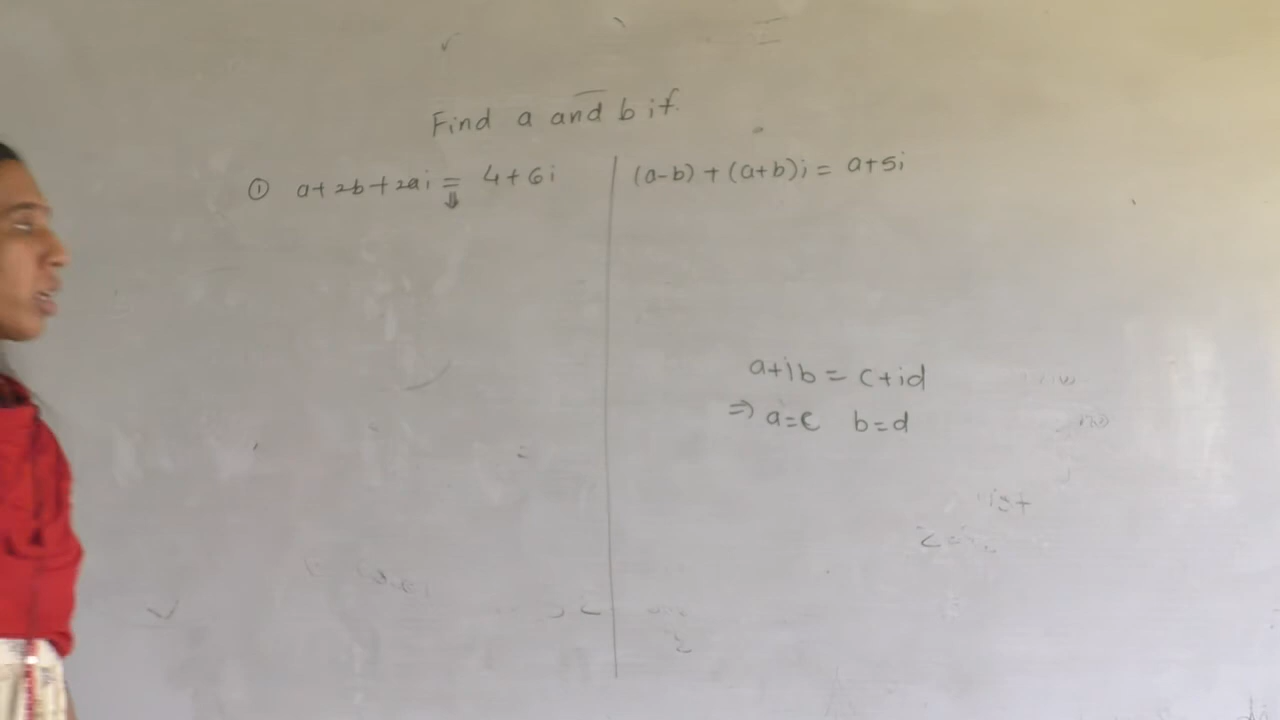 Find a and b if
① a+2b+2ai = 4+6i
⇓
(a-b) + (a+b)i = a+5i
a+ib = c+id
⇒ a=c b=d